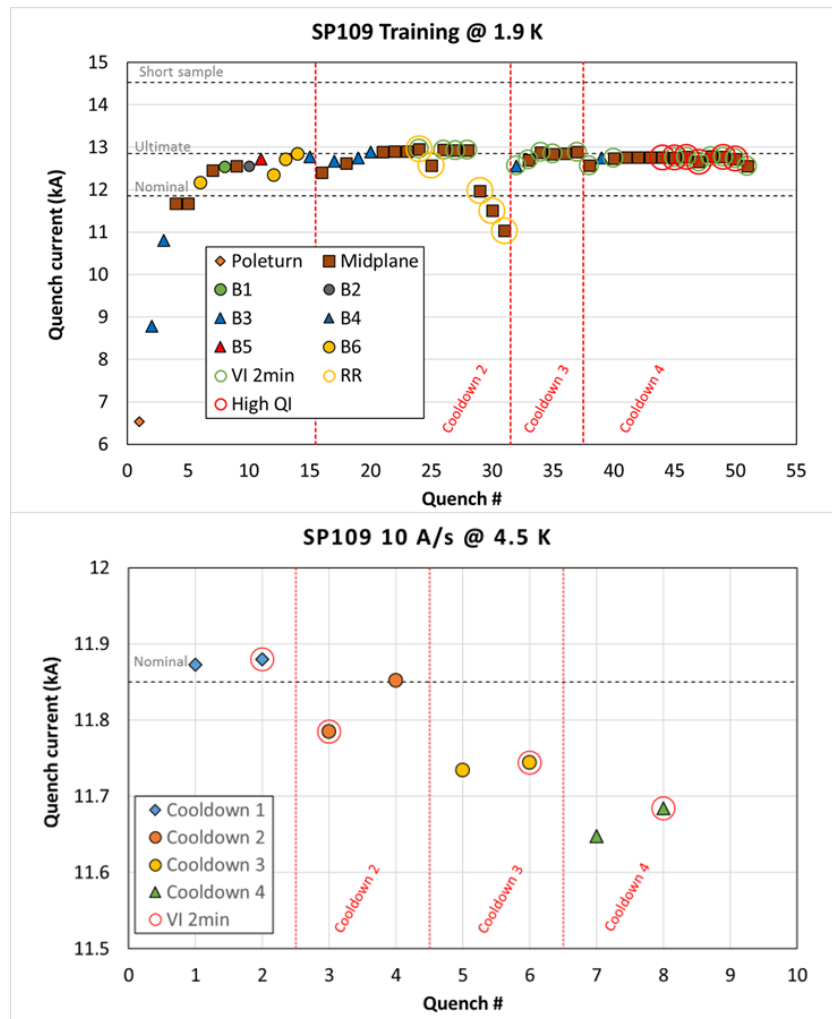 SP109 Training @ 1.9 K
Quench current (kA)
15
14
13
12
11
10
9
8
7
6
Short sample
Ultimate
Nominal
Poleturn Midplane
B1 B2
B3 B4
B5 B6
VI 2min RR
High QI
Cooldown 2
Cooldown 3
Cooldown 4
0 5 10 15 20 25 30 35 40 45 50 55
Quench #
SP109 10 A/s @ 4.5 K
Quench current (kA)
12
11.9
11.8
11.7
11.6
11.5
Nominal
Cooldown 1
Cooldown 2
Cooldown 3
Cooldown 4
VI 2min
Cooldown 2
Cooldown 3
Cooldown 4
0 1 2 3 4 5 6 7 8 9 10
Quench #